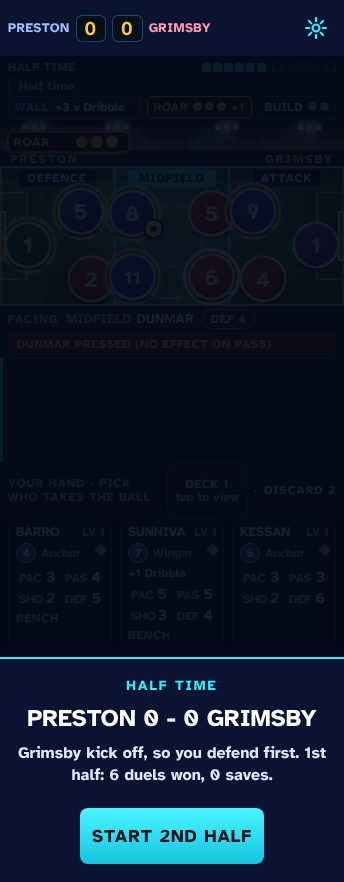 PRESTON 0 0 GRIMSBY
HALF TIME
Half time
WALL +3 v Dribble ROAR +1 BUILD
ROAR
PRESTON GRIMSBY
DEFENCE MIDFIELD ATTACK
5 8 5 9
1 1
2 11 6 4
FACING MIDFIELD DUNMAR DEF 4
DUNMAR PRESSED (NO EFFECT ON PASS)
YOUR HAND · PICK
WHO TAKES THE BALL
DECK 1
tap to view
· DISCARD 2
BARRO LV 1
4 Anchor
PAC 3 PAS 4
SHO 2 DEF 5
BENCH
SUNNIVA LV 1
7 Winger
+1 Dribble
PAC 5 PAS 5
SHO 3 DEF 4
BENCH
KESSAN LV 1
5 Anchor
PAC 3 PAS 3
SHO 2 DEF 6
HALF TIME
PRESTON 0 - 0 GRIMSBY
Grimsby kick off, so you defend first. 1st
half: 6 duels won, 0 saves.
START 2ND HALF